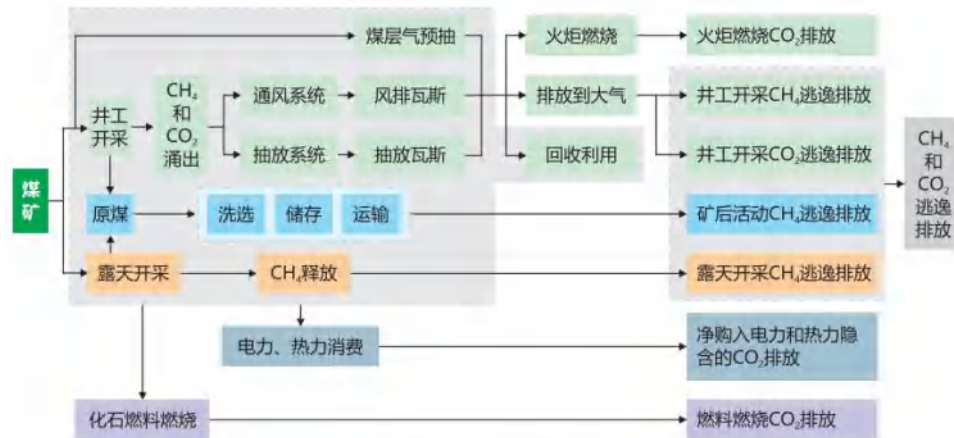 煤层气预抽
火炬燃烧
火炬燃烧CO₂排放
井工
开采
CH₄
和
CO₂
涌出
通风系统
风排瓦斯
排放到大气
井工开采CH₄逃逸排放
抽放系统
抽放瓦斯
回收利用
井工开采CO₂逃逸排放
CH₄
和
CO₂
逃逸
排放
煤
矿
原煤
洗选
储存
运输
矿后活动CH₄逃逸排放
露天开采
CH₄释放
露天开采CH₄逃逸排放
电力、热力消费
净购入电力和热力隐
含的CO₂排放
化石燃料燃烧
燃料燃烧CO₂排放